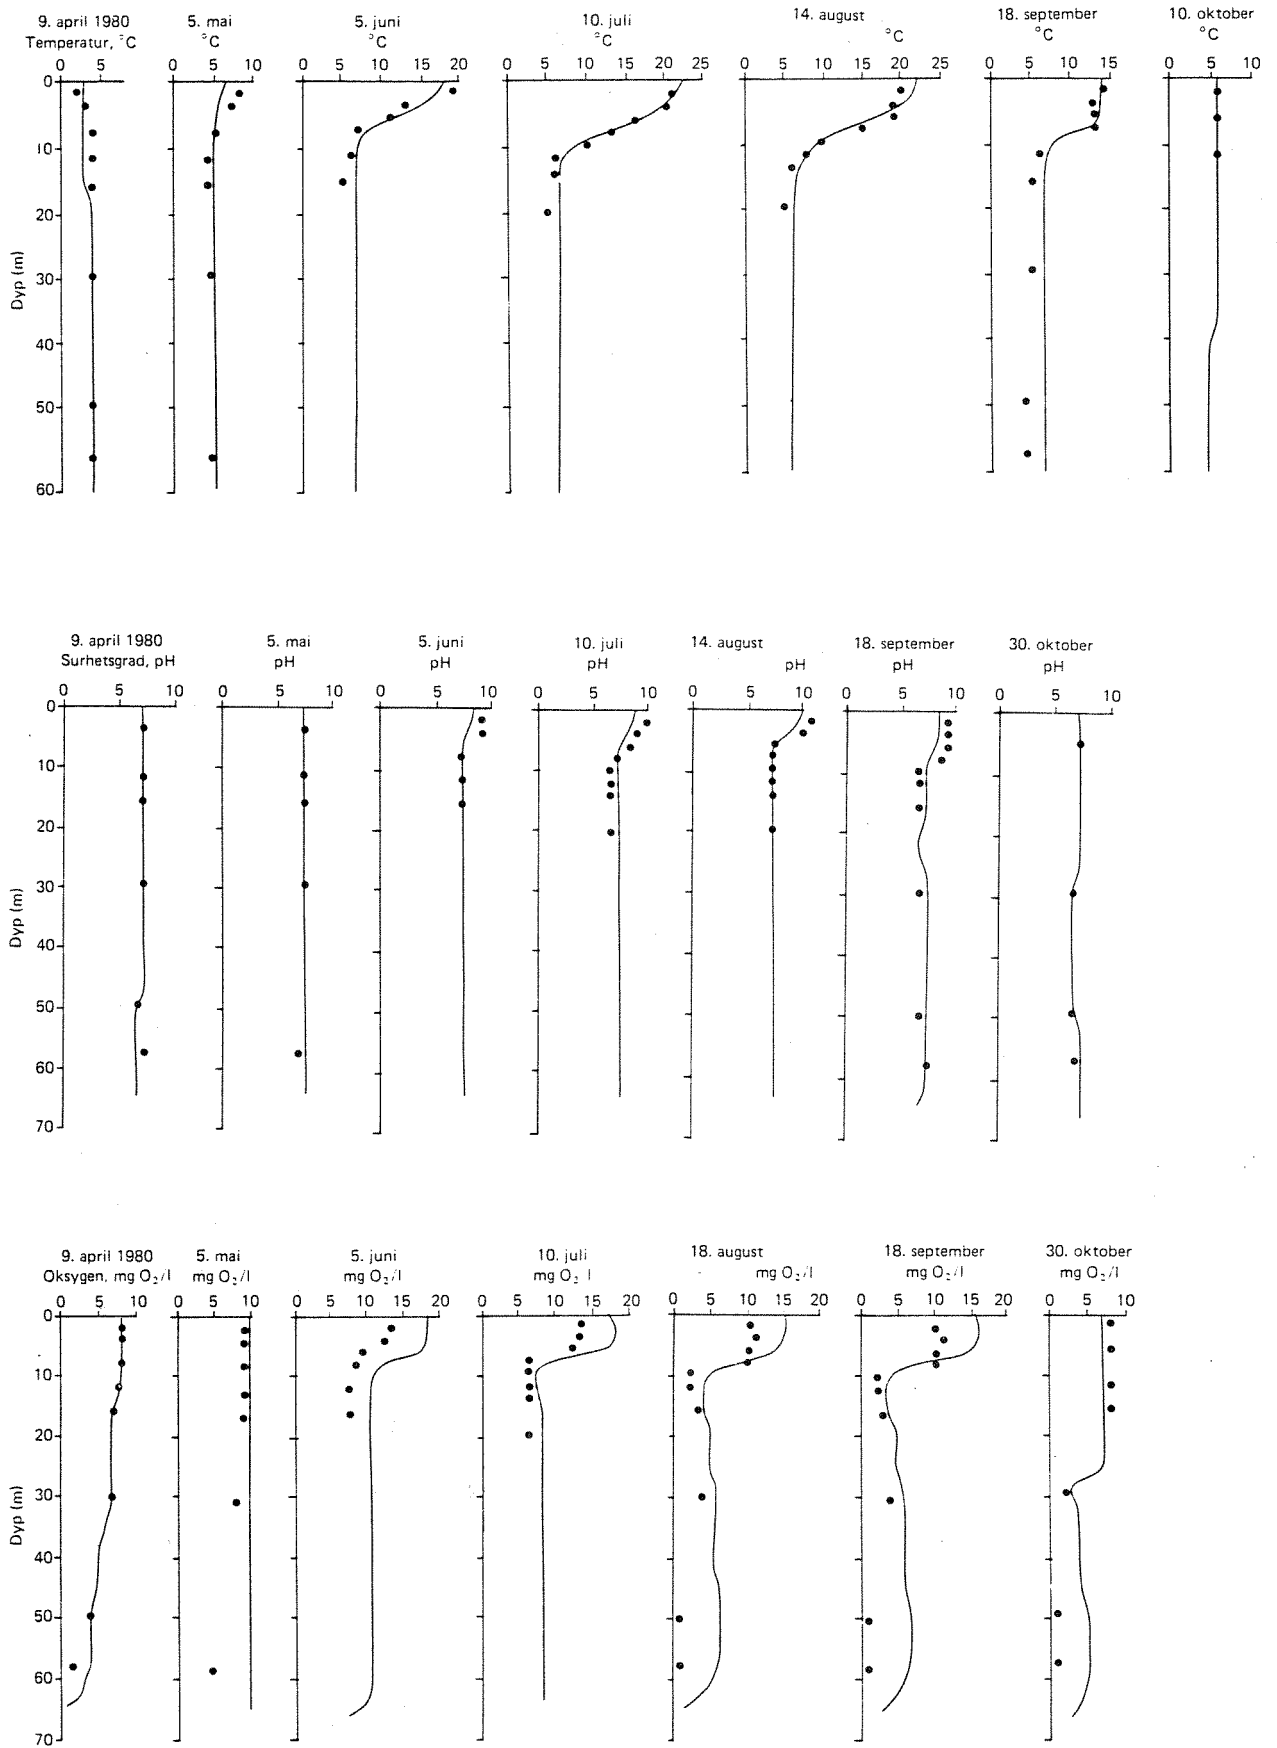 9. april 1980 5. mai 5. juni 10. juli 14. august 18. september 10. oktober
Temperatur, °C °C °C °C °C °C °C
0 5 10 0 5 10 0 5 10 15 20 0 5 10 15 20 25 0 5 10 15 20 25 0 5 10 15 0 5 10
0
10
20
30
40
50
60
Dyp (m)
9. april 1980 5. mai 5. juni 10. juli 14. august 18. september 30. oktober
Surhetsgrad, pH pH pH pH pH pH pH
0 5 10 0 5 10 0 5 10 0 5 10 0 5 10 0 5 10 0 5 10
0
10
20
30
40
50
60
70
Dyp (m)
9. april 1980 5. mai 5. juni 10. juli 18. august 18. september 30. oktober
Oksygen, mg O₂/l mg O₂/l mg O₂/l mg O₂ l mg O₂/l mg O₂/l mg O₂/l
0 5 10 0 5 10 0 5 10 15 20 0 5 10 15 20 0 5 10 15 20 0 5 10 15 20 0 5 10
0
10
20
30
40
50
60
70
Dyp (m)